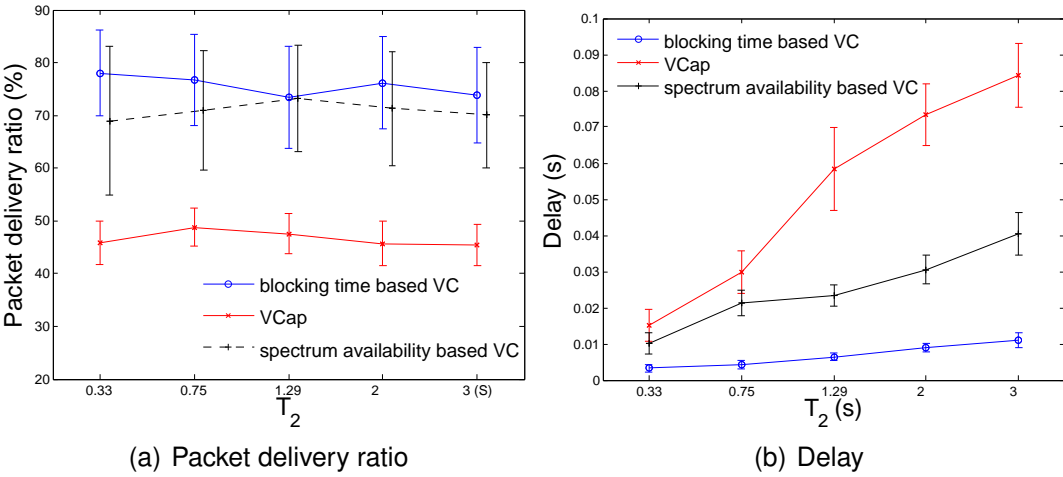 90
80
70
60
50
40
30
20
Packet delivery ratio (%)
blocking time based VC
VCap
spectrum availability based VC
0.33
0.75
1.29
2
3 (S)
T2
(a) Packet delivery ratio
0.1
0.09
0.08
0.07
0.06
0.05
0.04
0.03
0.02
0.01
0
Delay (s)
blocking time based VC
VCap
spectrum availability based VC
0.33
0.75
1.29
2
3
T2 (s)
(b) Delay